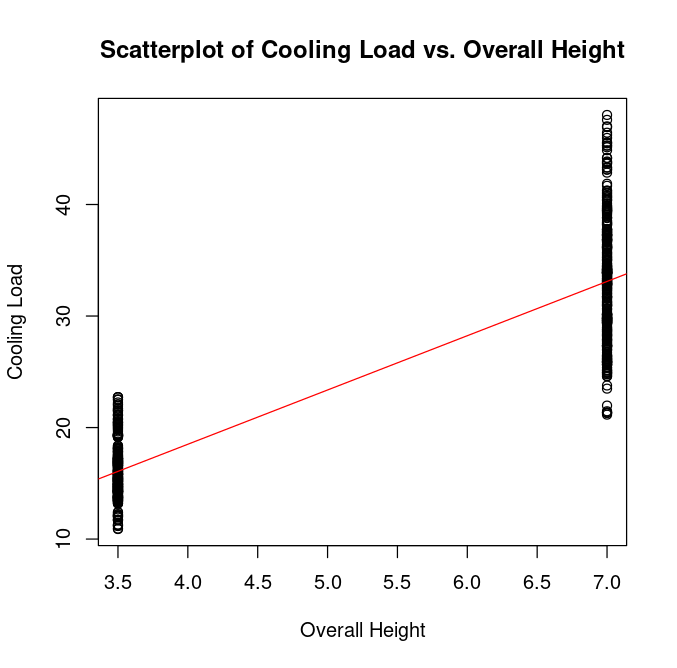 Scatterplot of Cooling Load vs. Overall Height
Cooling Load
40
30
20
10
3.5 4.0 4.5 5.0 5.5 6.0 6.5 7.0
Overall Height